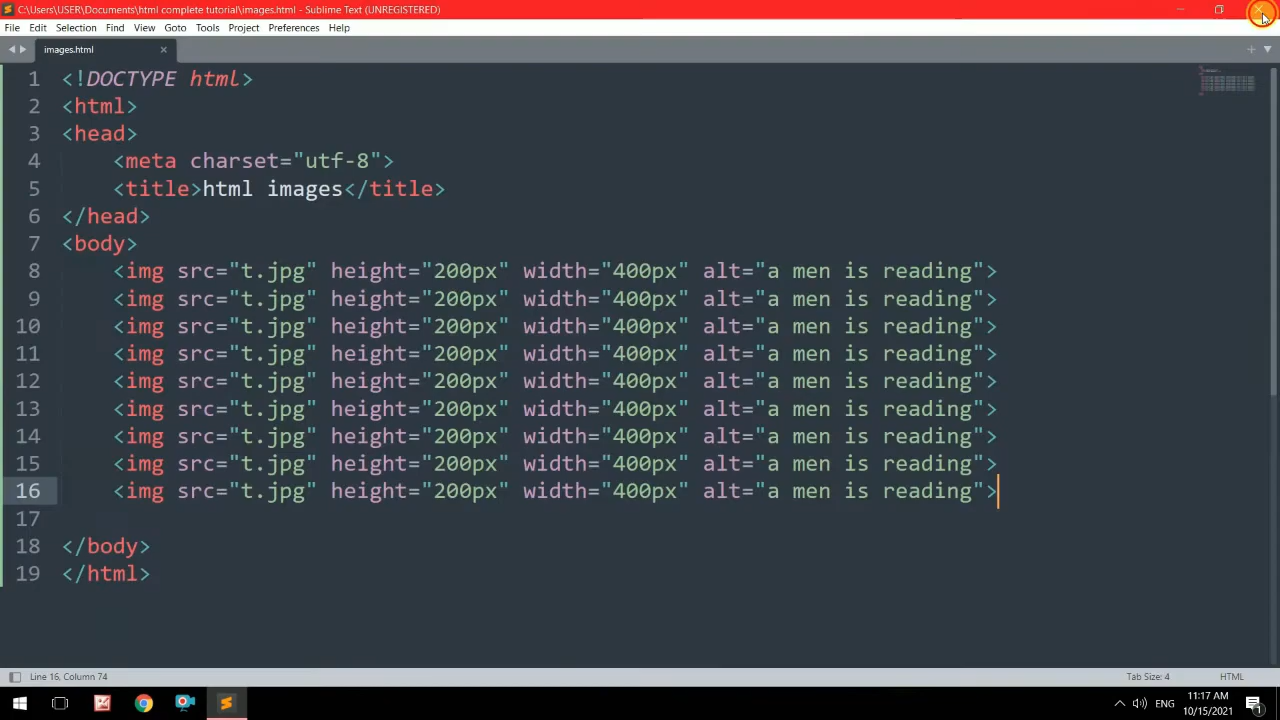 C:\Users\USER\Documents\html complete tutorial\images.html - Sublime Text (UNREGISTERED)
File Edit Selection Find View Goto Tools Project Preferences Help
images.html
1 <!DOCTYPE html>
2 <html>
3 <head>
4 <meta charset="utf-8">
5 <title>html images</title>
6 </head>
7 <body>
8 <img src="t.jpg" height="200px" width="400px" alt="a men is reading">
9 <img src="t.jpg" height="200px" width="400px" alt="a men is reading">
10 <img src="t.jpg" height="200px" width="400px" alt="a men is reading">
11 <img src="t.jpg" height="200px" width="400px" alt="a men is reading">
12 <img src="t.jpg" height="200px" width="400px" alt="a men is reading">
13 <img src="t.jpg" height="200px" width="400px" alt="a men is reading">
14 <img src="t.jpg" height="200px" width="400px" alt="a men is reading">
15 <img src="t.jpg" height="200px" width="400px" alt="a men is reading">
16 <img src="t.jpg" height="200px" width="400px" alt="a men is reading">
17
18 </body>
19 </html>
Line 16, Column 74 Tab Size: 4 HTML
ENG 11:17 AM
10/15/2021 1